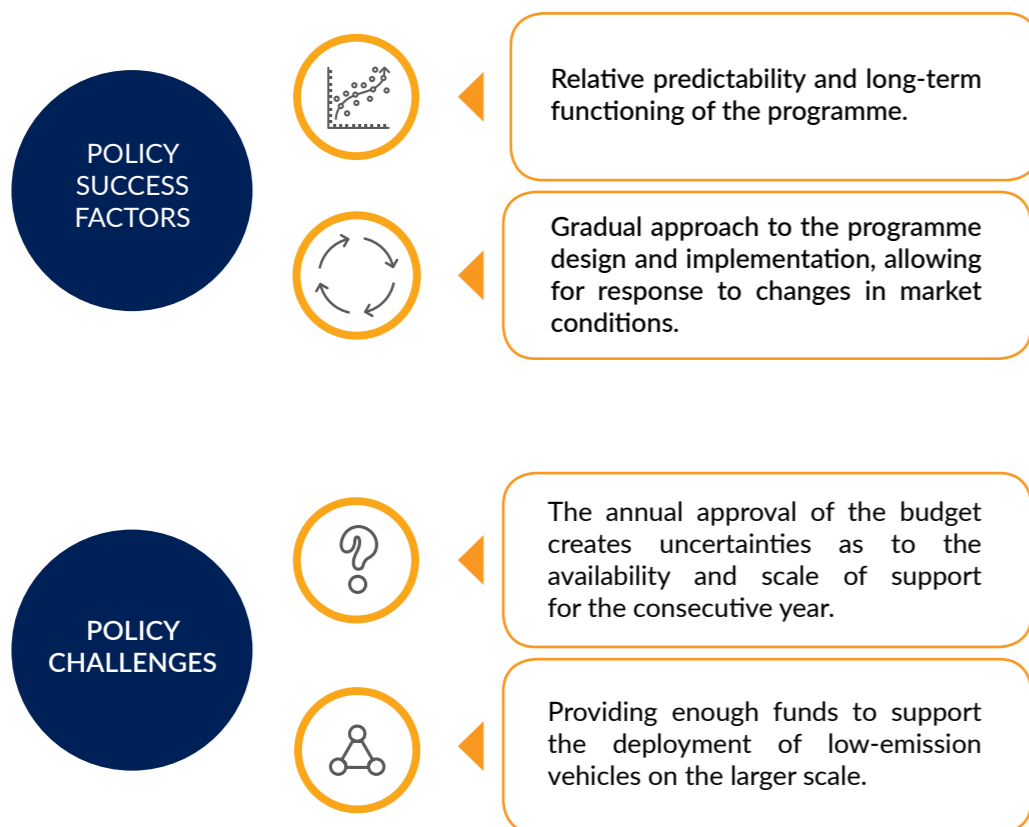 POLICY
SUCCESS
FACTORS
Relative predictability and long-term
functioning of the programme.
Gradual approach to the programme
design and implementation, allowing
for response to changes in market
conditions.
POLICY
CHALLENGES
The annual approval of the budget
creates uncertainties as to the
availability and scale of support
for the consecutive year.
Providing enough funds to support
the deployment of low-emission
vehicles on the larger scale.